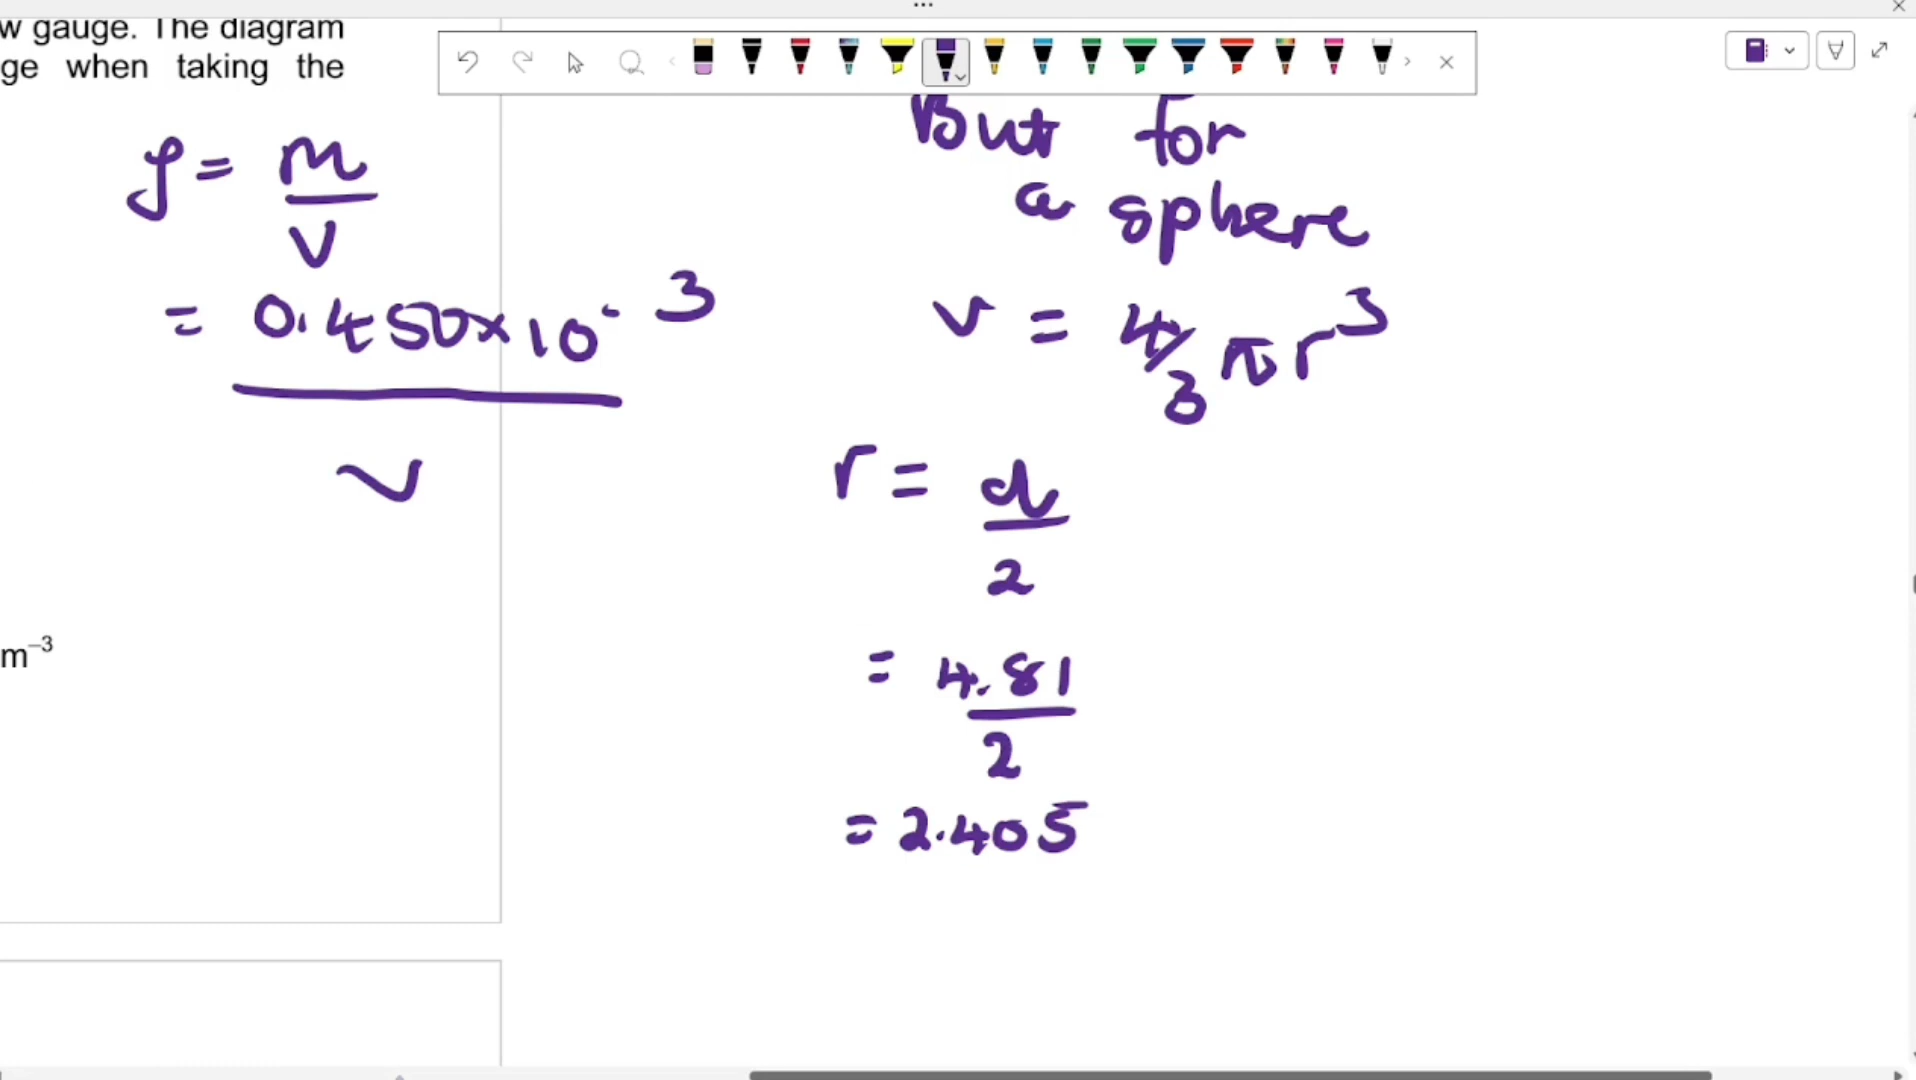 w gauge. The diagram
ge when taking the
ρ = m/V
= 0.450×10⁻³
V
m⁻³
But for
a sphere
V = 4/3 πr³
r = d/2
= 4.81/2
= 2.405